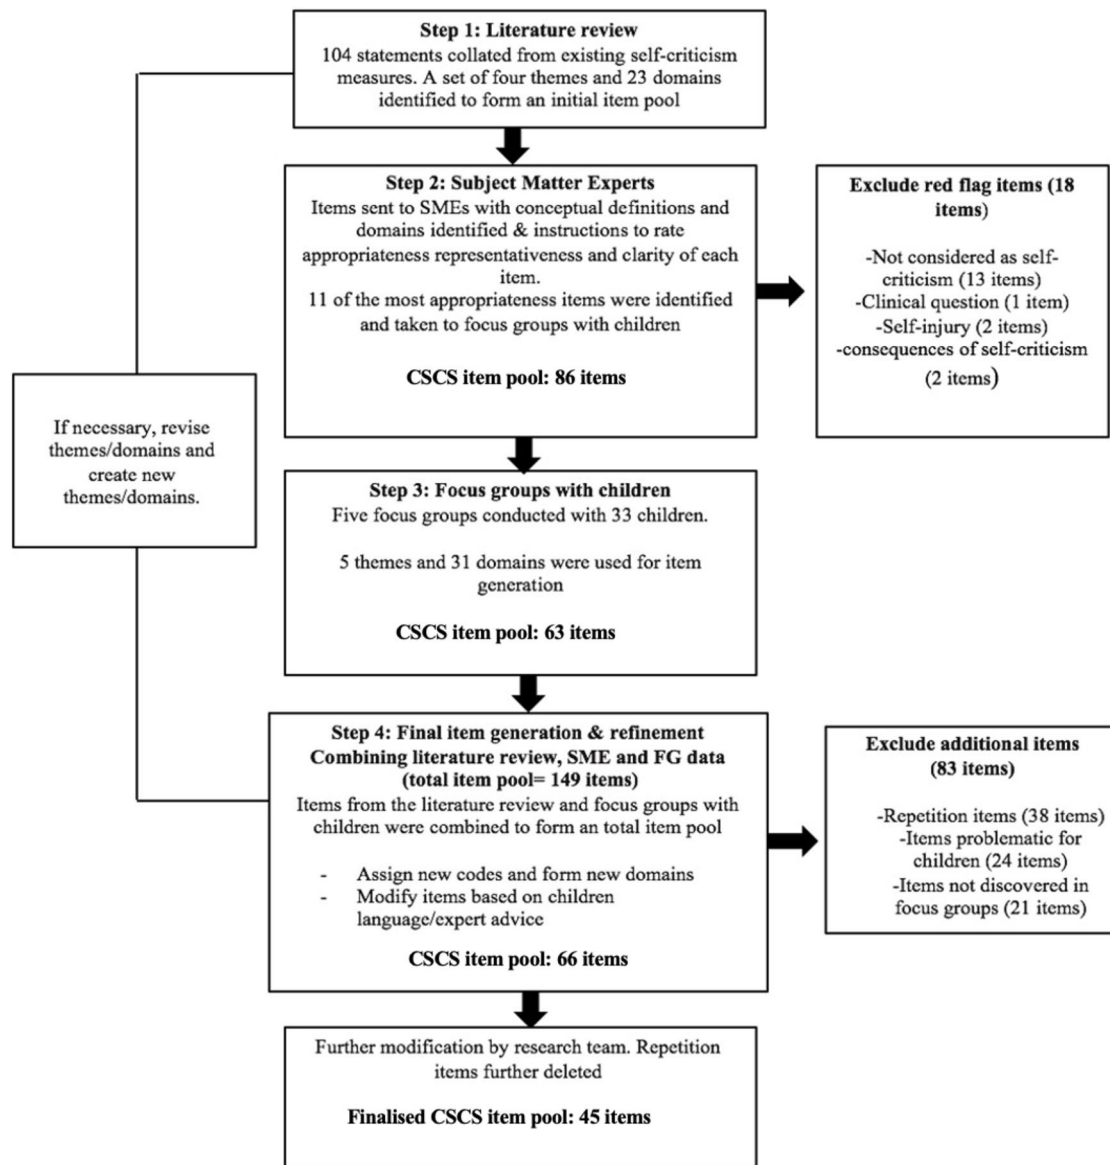 Step 1: Literature review
104 statements collated from existing self-criticism
measures. A set of four themes and 23 domains
identified to form an initial item pool
Step 2: Subject Matter Experts
Items sent to SMEs with conceptual definitions and
domains identified & instructions to rate
appropriateness representativeness and clarity of each
item.
11 of the most appropriateness items were identified
and taken to focus groups with children
CSCS item pool: 86 items
Exclude red flag items (18
items)
-Not considered as self-
criticism (13 items)
-Clinical question (1 item)
-Self-injury (2 items)
-consequences of self-criticism
(2 items)
If necessary, revise
themes/domains and
create new
themes/domains.
Step 3: Focus groups with children
Five focus groups conducted with 33 children.
5 themes and 31 domains were used for item
generation
CSCS item pool: 63 items
Step 4: Final item generation & refinement
Combining literature review, SME and FG data
(total item pool= 149 items)
Items from the literature review and focus groups with
children were combined to form an total item pool
- Assign new codes and form new domains
- Modify items based on children
language/expert advice
CSCS item pool: 66 items
Exclude additional items
(83 items)
-Repetition items (38 items)
-Items problematic for
children (24 items)
-Items not discovered in
focus groups (21 items)
Further modification by research team. Repetition
items further deleted
Finalised CSCS item pool: 45 items